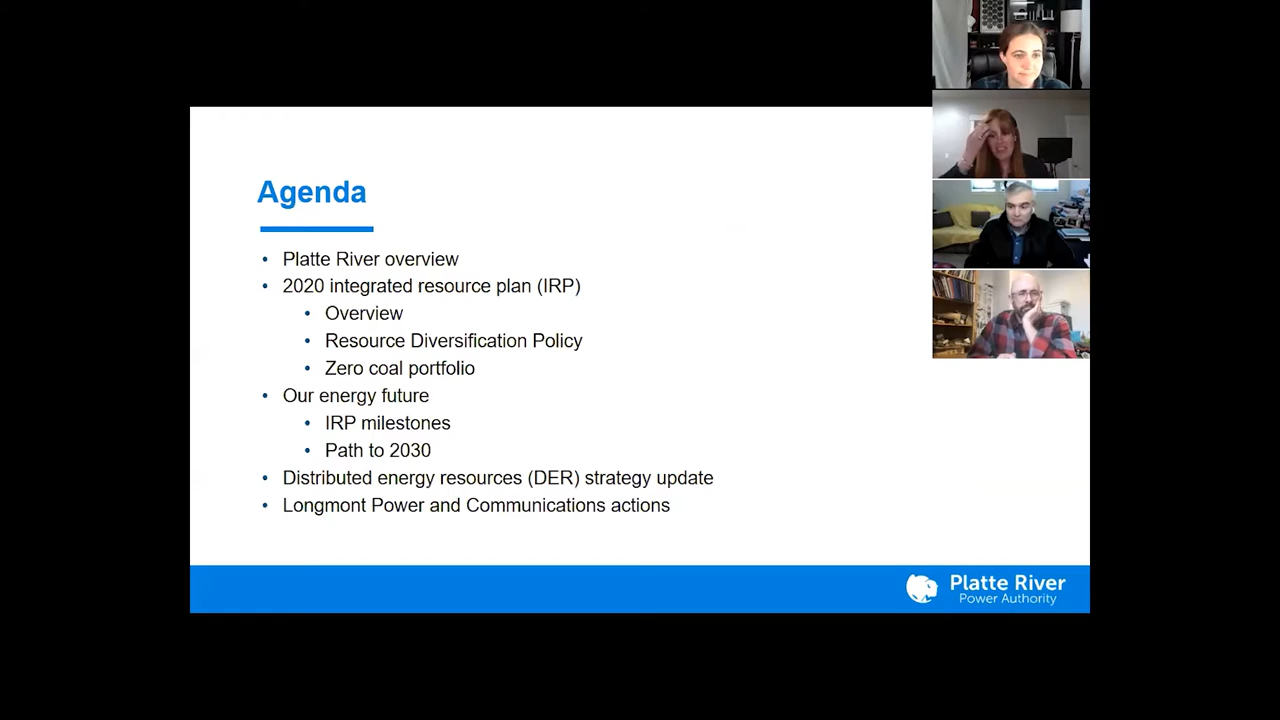 Agenda
• Platte River overview
• 2020 integrated resource plan (IRP)
• Overview
• Resource Diversification Policy
• Zero coal portfolio
• Our energy future
• IRP milestones
• Path to 2030
• Distributed energy resources (DER) strategy update
• Longmont Power and Communications actions
Platte River
Power Authority